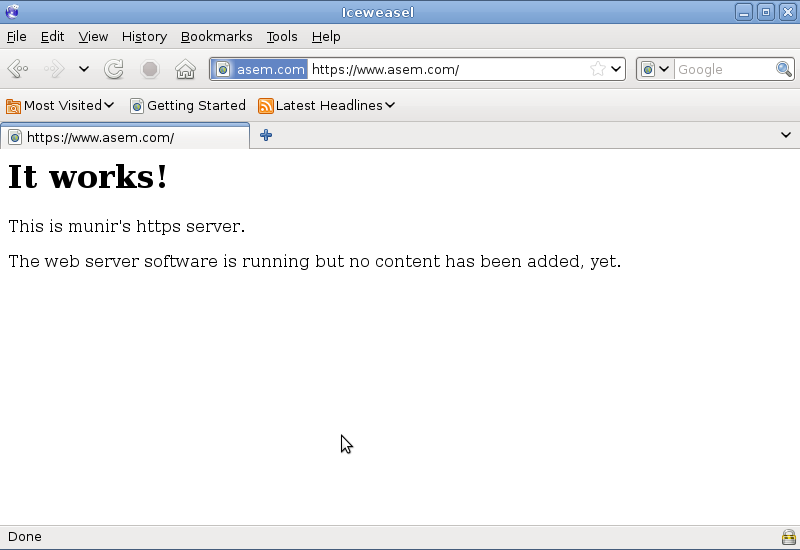 Iceweasel
File Edit View History Bookmarks Tools Help
asem.com https://www.asem.com/ Google
Most Visited Getting Started Latest Headlines
https://www.asem.com/
It works!
This is munir's https server.
The web server software is running but no content has been added, yet.
Done